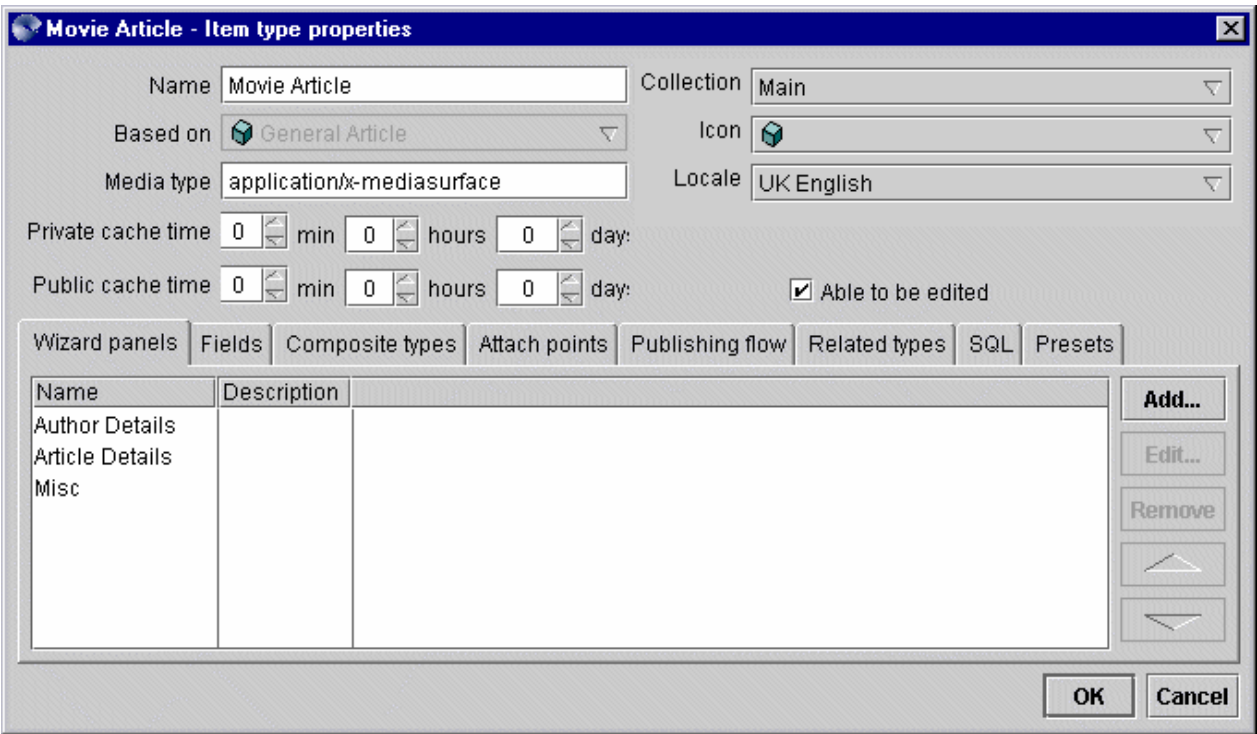 Movie Article - Item type properties
Name Movie Article Collection Main
Based on General Article Icon
Media type application/x-mediasurface Locale UK English
Private cache time 0 min 0 hours 0 day:
Public cache time 0 min 0 hours 0 day: Able to be edited
Wizard panels Fields Composite types Attach points Publishing flow Related types SQL Presets
Name Description Add...
Author Details
Article Details Edit...
Misc Remove
OK Cancel